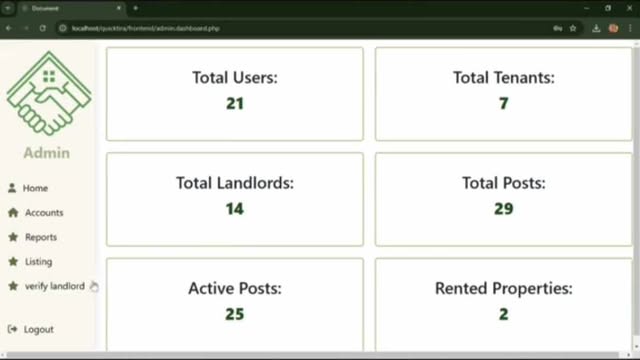 Document
localhost/quicktira/frontend/admin.dashboard.php
Admin
Home
Accounts
Reports
Listing
verify landlord
Logout
Total Users:
21
Total Tenants:
7
Total Landlords:
14
Total Posts:
29
Active Posts:
25
Rented Properties:
2